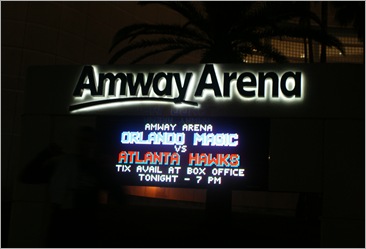 Amway Arena
AMWAY ARENA
ORLANDO MAGIC
VS
ATLANTA HAWKS
TIX AVAIL AT BOX OFFICE
TONIGHT - 7 PM